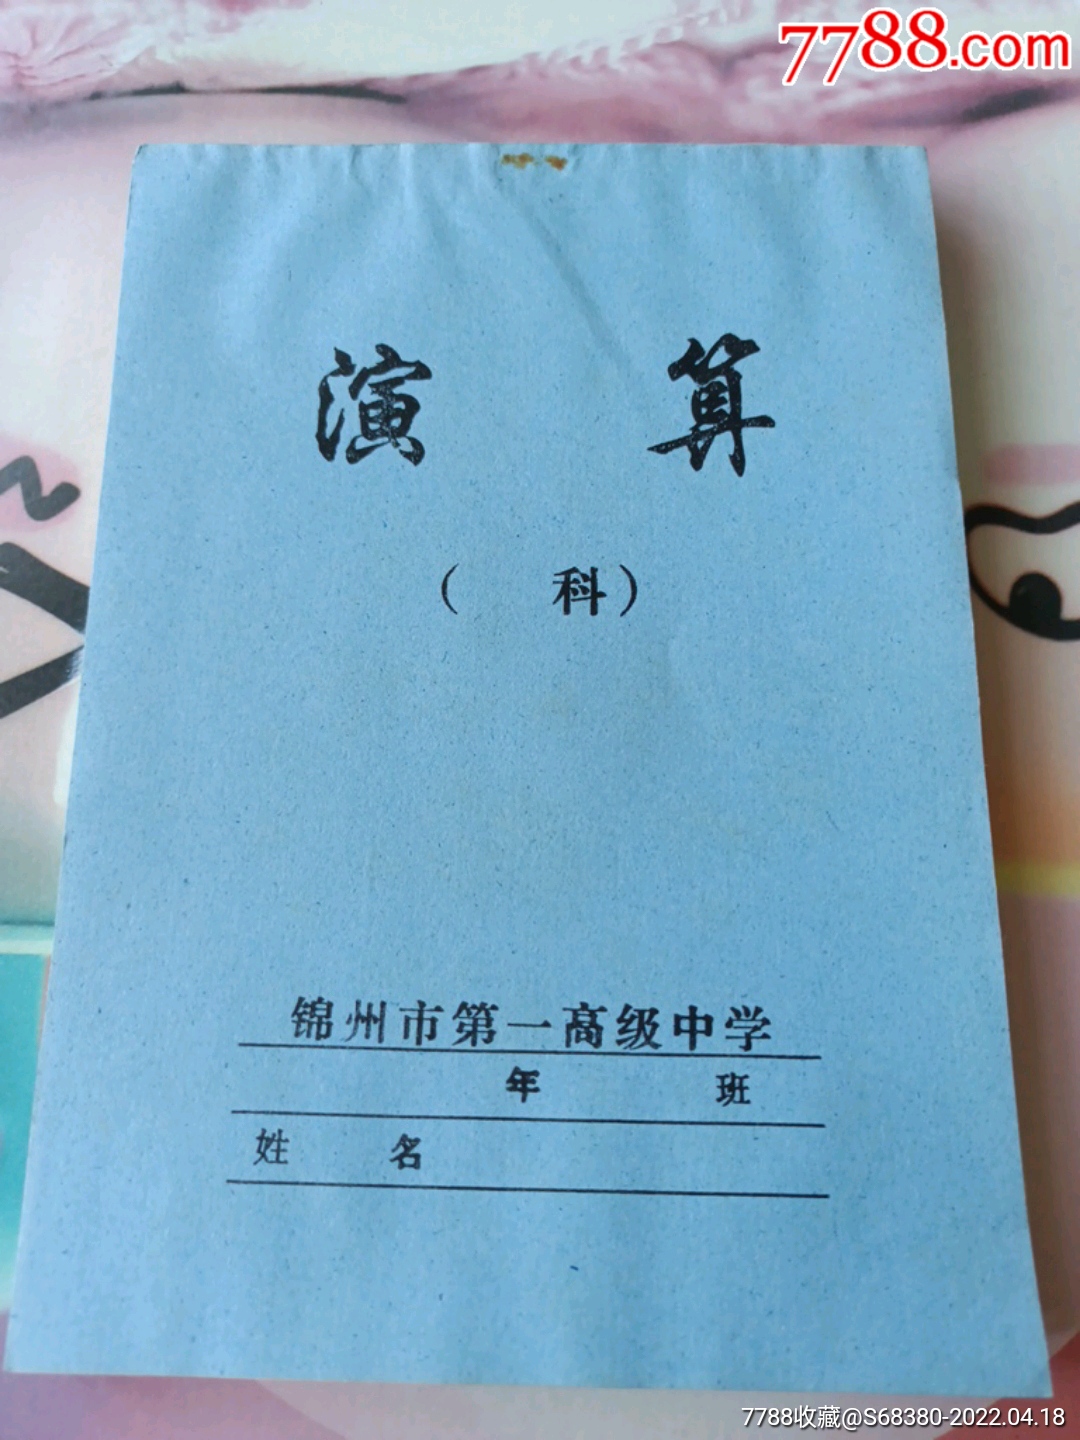 7788.com
演 算
（ 科）
锦州市第一高级中学
年 班
姓 名
7788收藏@S68380-2022.04.18